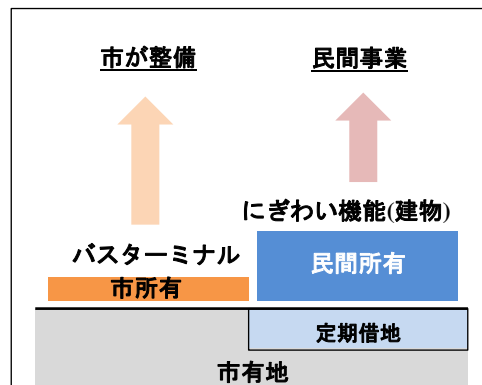 市が整備
民間事業
にぎわい機能(建物)
バスターミナル
民間所有
市所有
定期借地
市有地